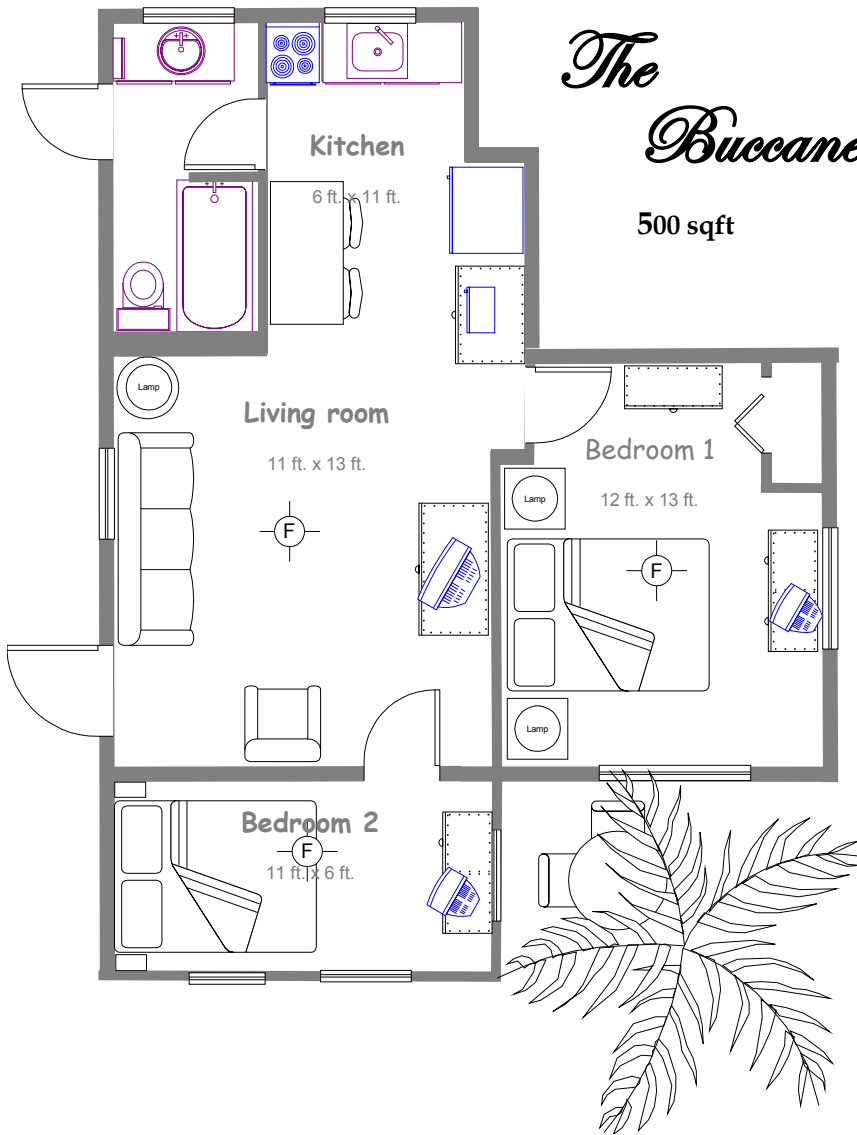 The
Buccane
500 sqft
Kitchen
6 ft. x 11 ft.
Lamp
Living room
11 ft. x 13 ft.
F
Bedroom 1
12 ft. x 13 ft.
Lamp
F
Lamp
Bedroom 2
F
11 ft. x 6 ft.